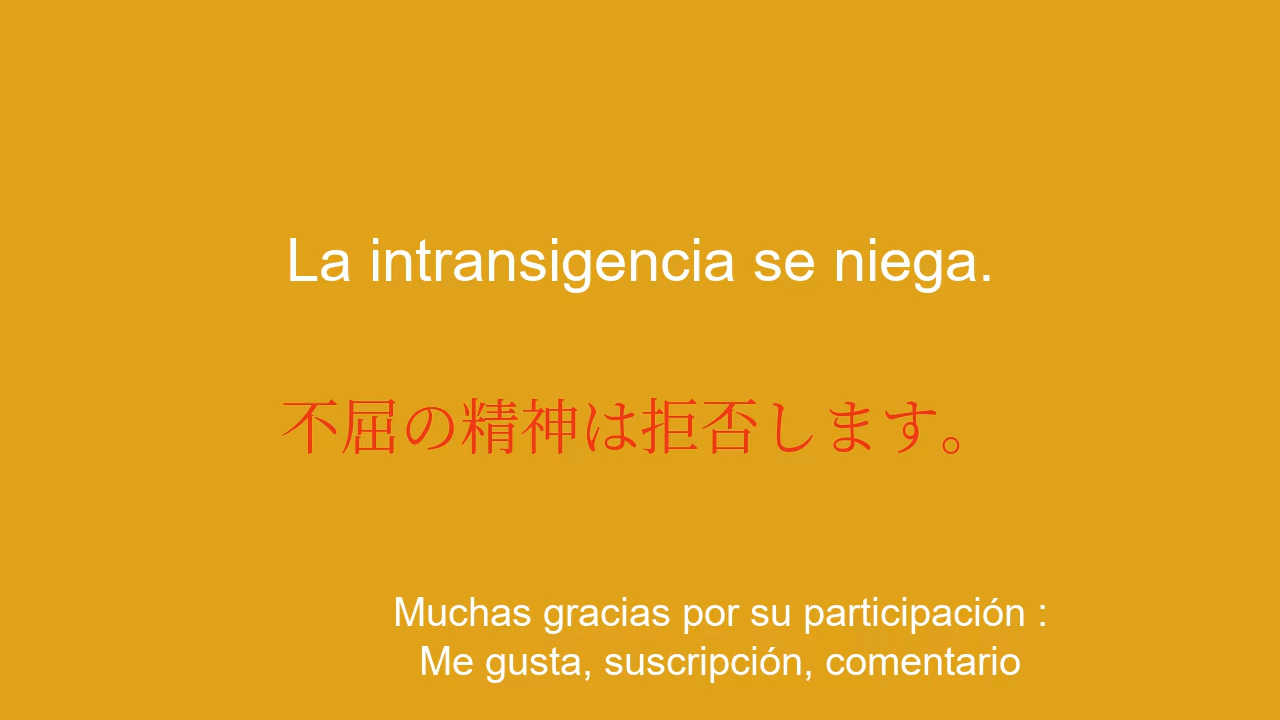 La intransigencia se niega.
不屈の精神は拒否します。
Muchas gracias por su participación :
Me gusta, suscripción, comentario